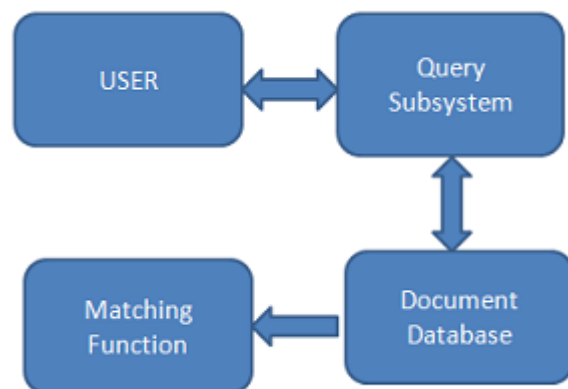 USER
Query
Subsystem
Matching
Function
Document
Database